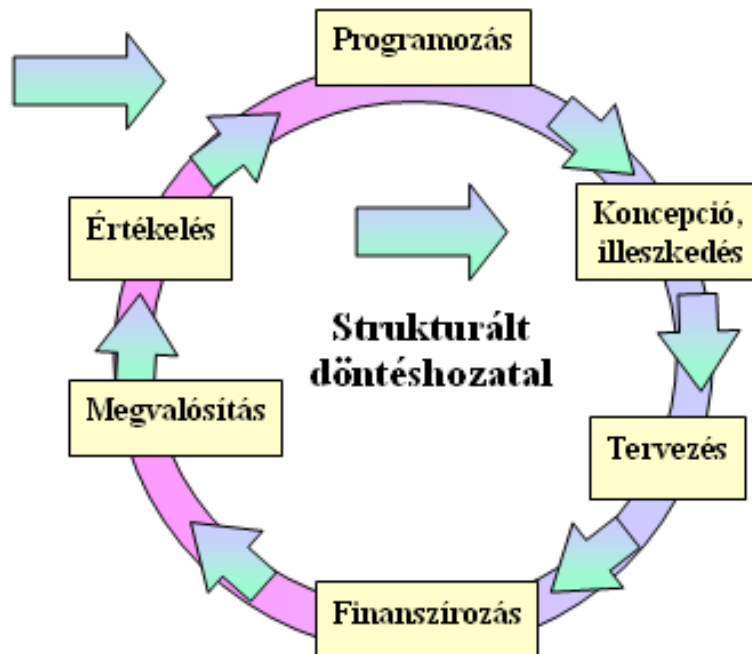 Programozás
Koncepció,
illeszkedés
Tervezés
Finanszírozás
Megvalósítás
Értékelés
Strukturált
döntéshozatal